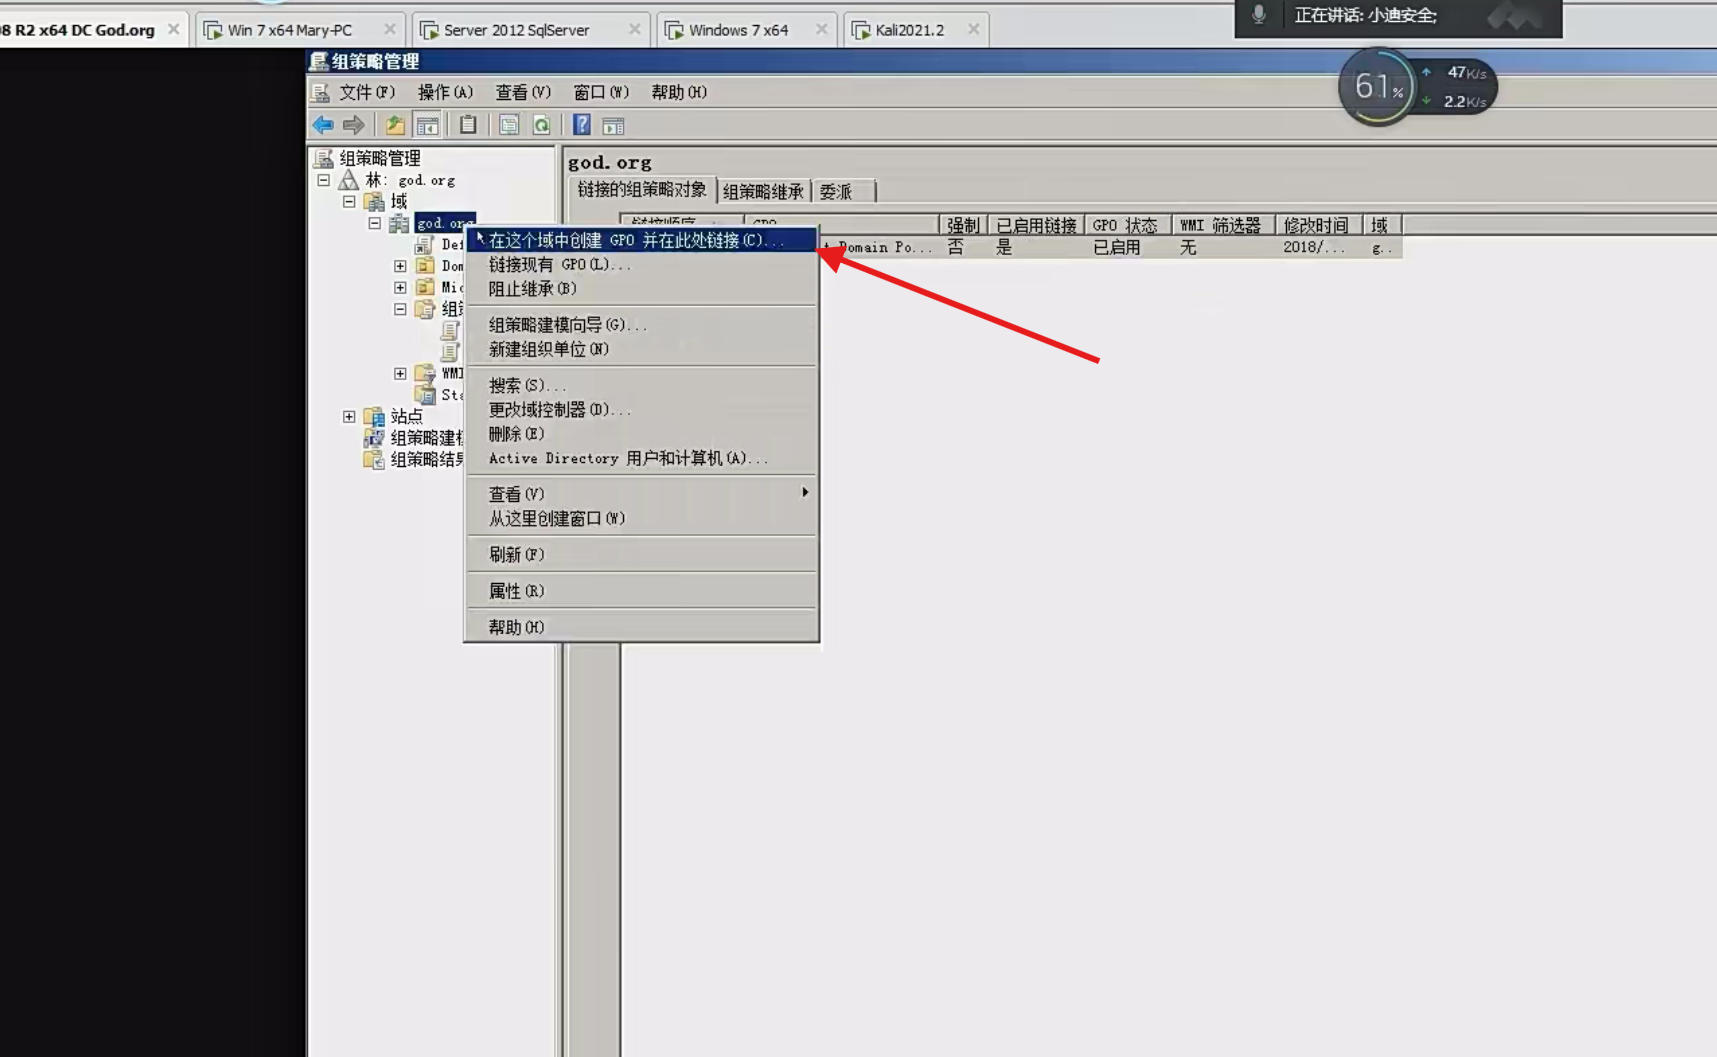 08 R2 x64 DC God.org
Win 7 x64 Mary-PC
Server 2012 SqlServer
Windows 7 x64
Kali2021.2
正在讲话: 小迪安全;
组策略管理
61%
47K/s
2.2K/s
文件(F) 操作(A) 查看(V) 窗口(W) 帮助(H)
组策略管理
林: god.org
域
god.org
Def
Dom
Mic
组策
WMI
Sta
站点
组策略建模
组策略结果
god.org
链接的组策略对象 组策略继承 委派
链接顺序 GPO 强制 已启用链接 GPO 状态 WMI 筛选器 修改时间 域
t Domain Po... 否 是 已启用 无 2018/... g..
在这个域中创建 GPO 并在此处链接(C)...
链接现有 GPO(L)...
阻止继承(B)
组策略建模向导(G)...
新建组织单位(N)
搜索(S)...
更改域控制器(D)...
删除(E)
Active Directory 用户和计算机(A)...
查看(V)
从这里创建窗口(W)
刷新(F)
属性(R)
帮助(H)